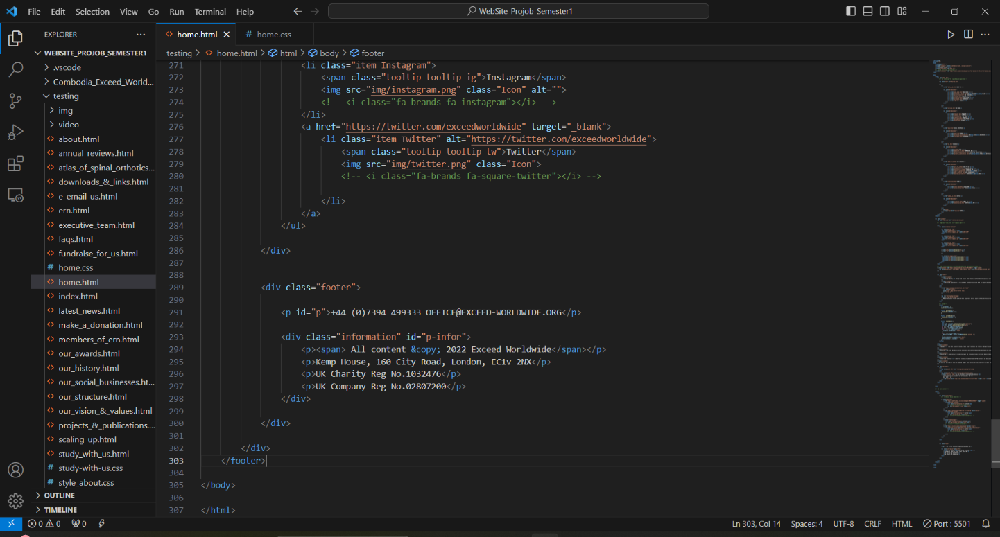 File Edit Selection View Go Run Terminal Help
WebSite_Projob_Semester1
EXPLORER
WEBSITE_PROJOB_SEMESTER1
.vscode
Combodia_Exceed_World...
testing
img
video
about.html
annual_reviews.html
atlas_of_spinal_orthotics...
downloads_&_links.html
e_email_us.html
ern.html
executive_team.html
faqs.html
fundralse_for_us.html
# home.css
home.html
index.html
latest_news.html
make_a_donation.html
members_of_ern.html
our_awards.html
our_history.html
our_social_businesses.ht...
our_structure.html
our_vision_&_values.html
projects_&_publications....
scaling_up.html
study_with_us.html
# study-with-us.css
# style_about.css
OUTLINE
TIMELINE
home.html # home.css
testing > home.html > html > body > footer
271 <li class="item Instagram">
272 <span class="tooltip tooltip-ig">Instagram</span>
273 <img src="img/instagram.png" class="Icon" alt="">
274 <!-- <i class="fa-brands fa-instagram"></i> -->
275 </li>
276 <a href="https://twitter.com/exceedworldwide" target="_blank">
277 <li class="item Twitter" alt="https://twitter.com/exceedworldwide">
278 <span class="tooltip tooltip-tw">Twitter</span>
279 <img src="img/twitter.png" class="Icon">
280 <!-- <i class="fa-brands fa-square-twitter"></i> -->
281
282 </li>
283 </a>
284 </ul>
285
286 </div>
287
288
289 <div class="footer">
290
291 <p id="p">+44 (0)7394 499333 OFFICE@EXCEED-WORLDWIDE.ORG</p>
292
293 <div class="information" id="p-infor">
294 <p><span> All content &copy; 2022 Exceed Worldwide</span></p>
295 <p>Kemp House, 160 City Road, London, EC1v 2NX</p>
296 <p>UK Charity Reg No.1032476</p>
297 <p>UK Company Reg No.02807200</p>
298 </div>
299
300 </div>
301
302 </div>
303 </footer>
304
305 </body>
306
307 </html>
0 0 0 Ln 303, Col 14 Spaces: 4 UTF-8 CRLF HTML Port : 5501